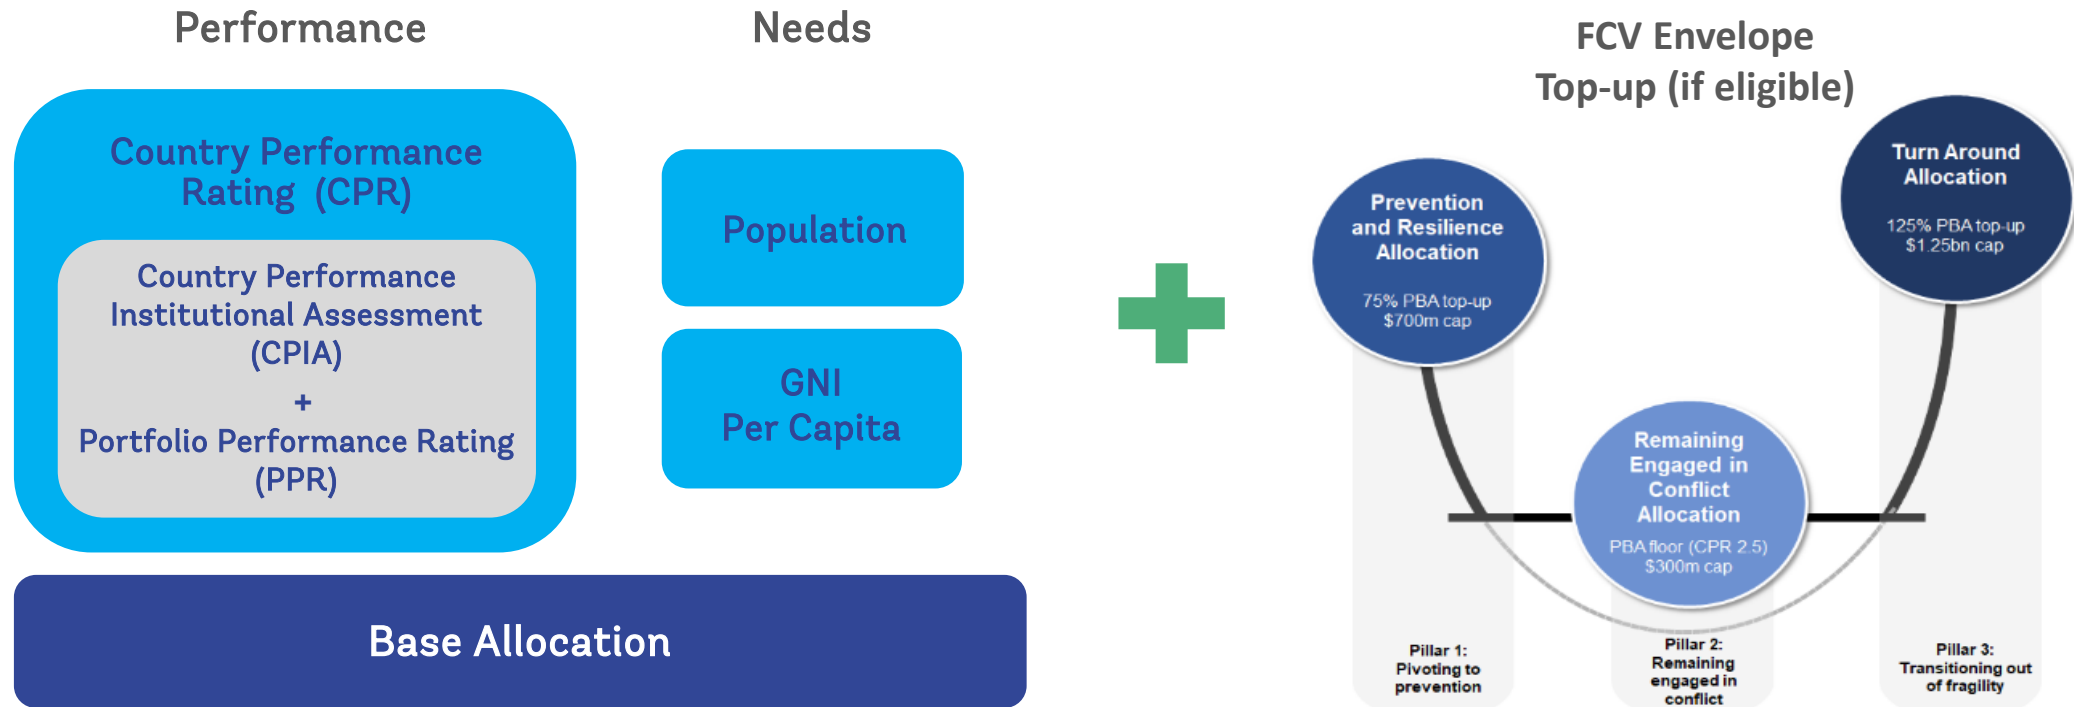 Performance
Country Performance
Rating (CPR)
Country Performance
Institutional Assessment
(CPIA)
+
Portfolio Performance Rating
(PPR)
Needs
Population
GNI
Per Capita
Base Allocation
FCV Envelope
Top-up (if eligible)
Prevention
and Resilience
Allocation
75% PBA top-up
$700m cap
Remaining
Engaged in
Conflict
Allocation
PBA floor (CPR 2.5)
$300m cap
Turn Around
Allocation
125% PBA top-up
$1.25bn cap
Pillar 1:
Pivoting to
prevention
Pillar 2:
Remaining
engaged in
conflict
Pillar 3:
Transitioning out
of fragility